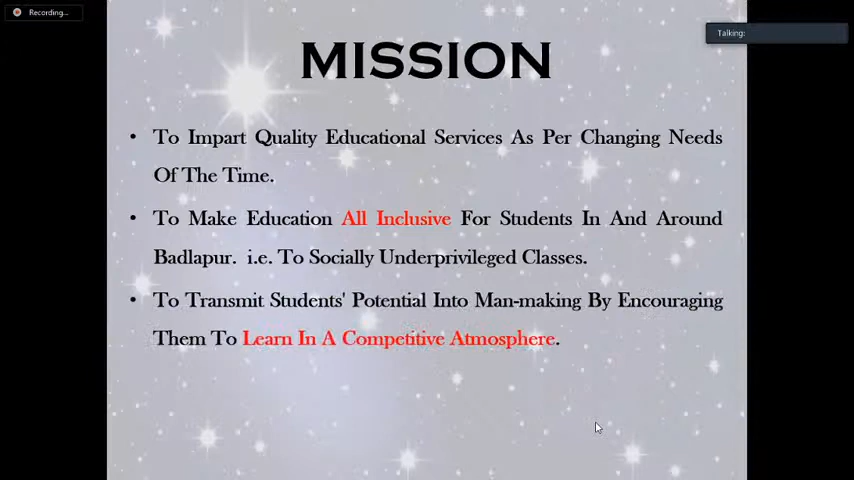 Recording...
Talking:
MISSION
• To Impart Quality Educational Services As Per Changing Needs
Of The Time.
• To Make Education All Inclusive For Students In And Around
Badlapur. i.e. To Socially Underprivileged Classes.
• To Transmit Students' Potential Into Man-making By Encouraging
Them To Learn In A Competitive Atmosphere.